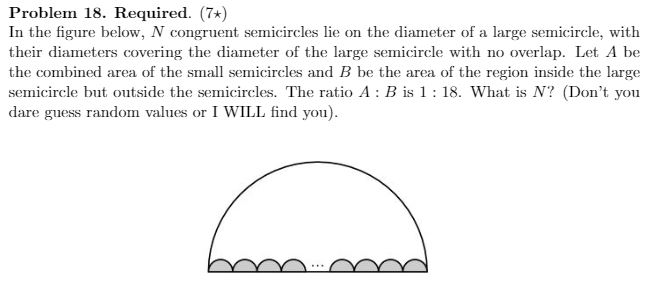 Problem 18. Required. (7⋆)
In the figure below, N congruent semicircles lie on the diameter of a large semicircle, with
their diameters covering the diameter of the large semicircle with no overlap. Let A be
the combined area of the small semicircles and B be the area of the region inside the large
semicircle but outside the semicircles. The ratio A : B is 1 : 18. What is N? (Don't you
dare guess random values or I WILL find you).
...